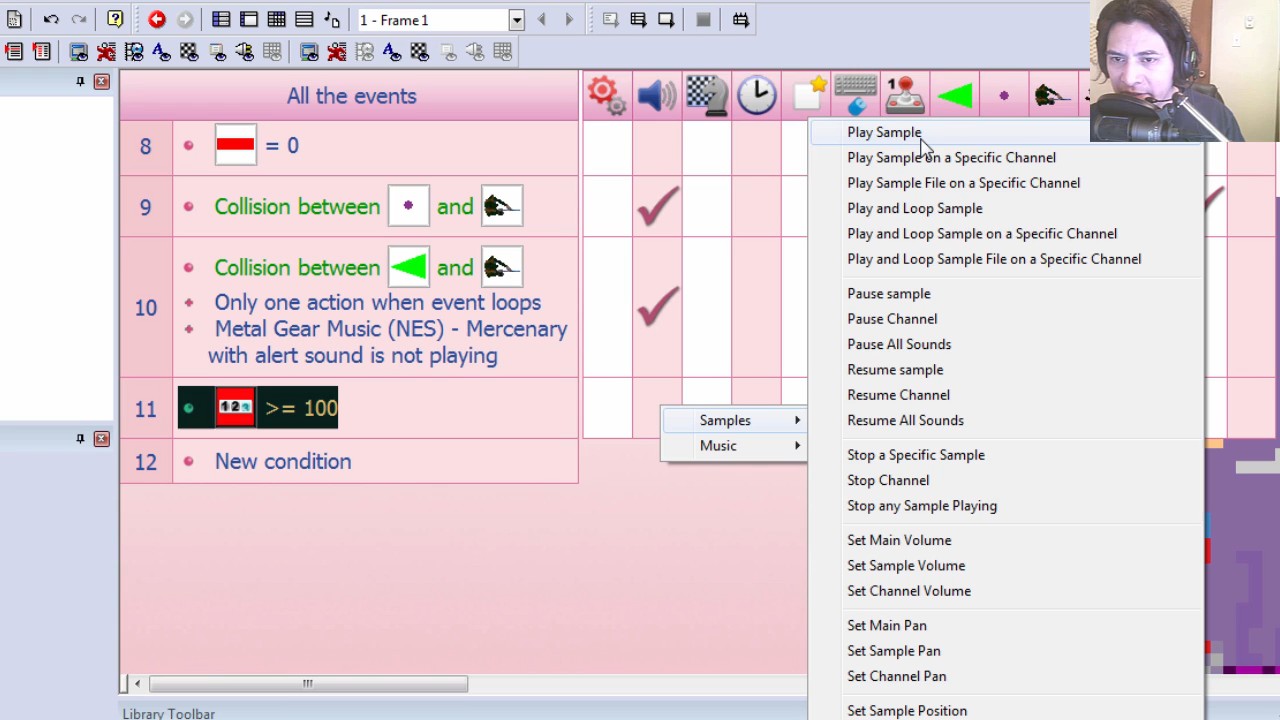 1 - Frame 1
All the events
1
8
= 0
9
Collision between and
10
Collision between and
Only one action when event loops
Metal Gear Music (NES) - Mercenary
with alert sound is not playing
11
>= 100
12
New condition
Samples
Music
Play Sample
Play Sample on a Specific Channel
Play Sample File on a Specific Channel
Play and Loop Sample
Play and Loop Sample on a Specific Channel
Play and Loop Sample File on a Specific Channel
Pause sample
Pause Channel
Pause All Sounds
Resume sample
Resume Channel
Resume All Sounds
Stop a Specific Sample
Stop Channel
Stop any Sample Playing
Set Main Volume
Set Sample Volume
Set Channel Volume
Set Main Pan
Set Sample Pan
Set Channel Pan
Set Sample Position
Library Toolbar